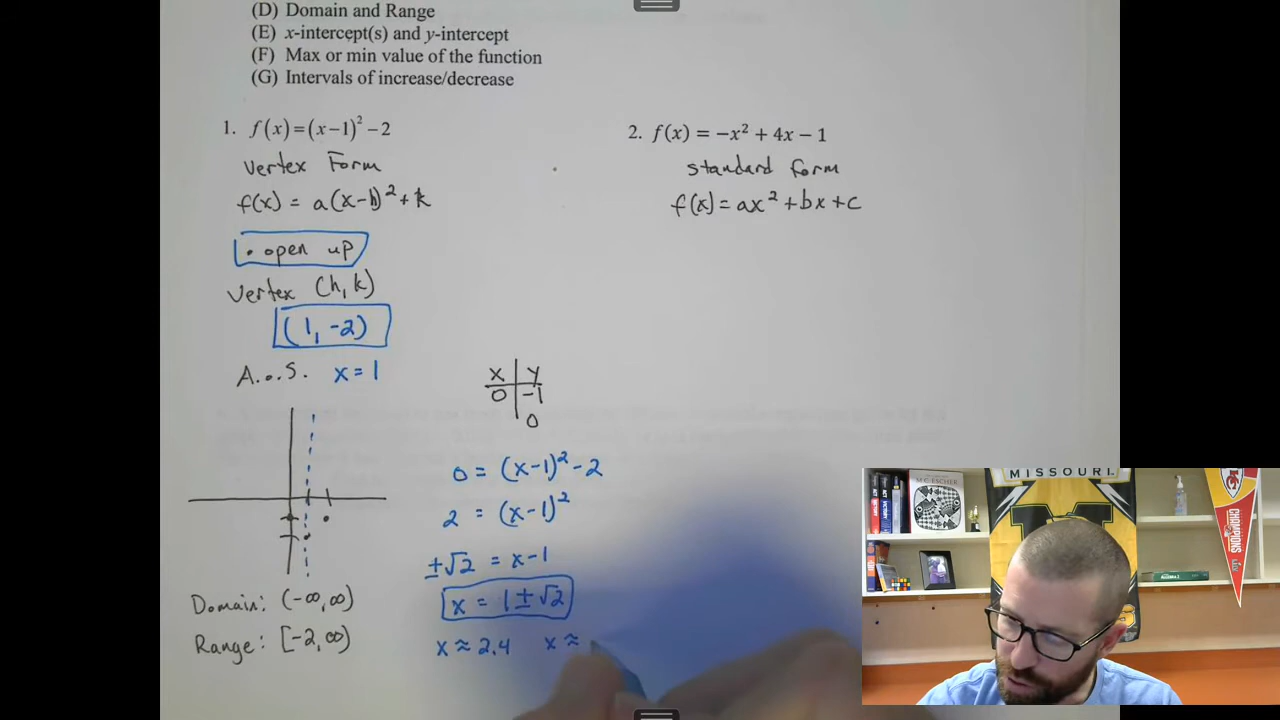 (D) Domain and Range
(E) x-intercept(s) and y-intercept
(F) Max or min value of the function
(G) Intervals of increase/decrease
1. f(x)=(x−1)²−2
Vertex Form
f(x) = a(x-h)²+k
• open up
Vertex (h,k)
(1, -2)
A.o.S. x=1
x y
0 -1
0
0 = (x-1)²-2
2 = (x-1)²
±√2 = x-1
x = 1±√2
x ≈ 2.4 x ≈
Domain: (-∞,∞)
Range: [-2,∞)
2. f(x) = −x² + 4x − 1
standard form
f(x) = ax²+bx+c
MISSOURI
M.C. ESCHER
CHAMPIONS